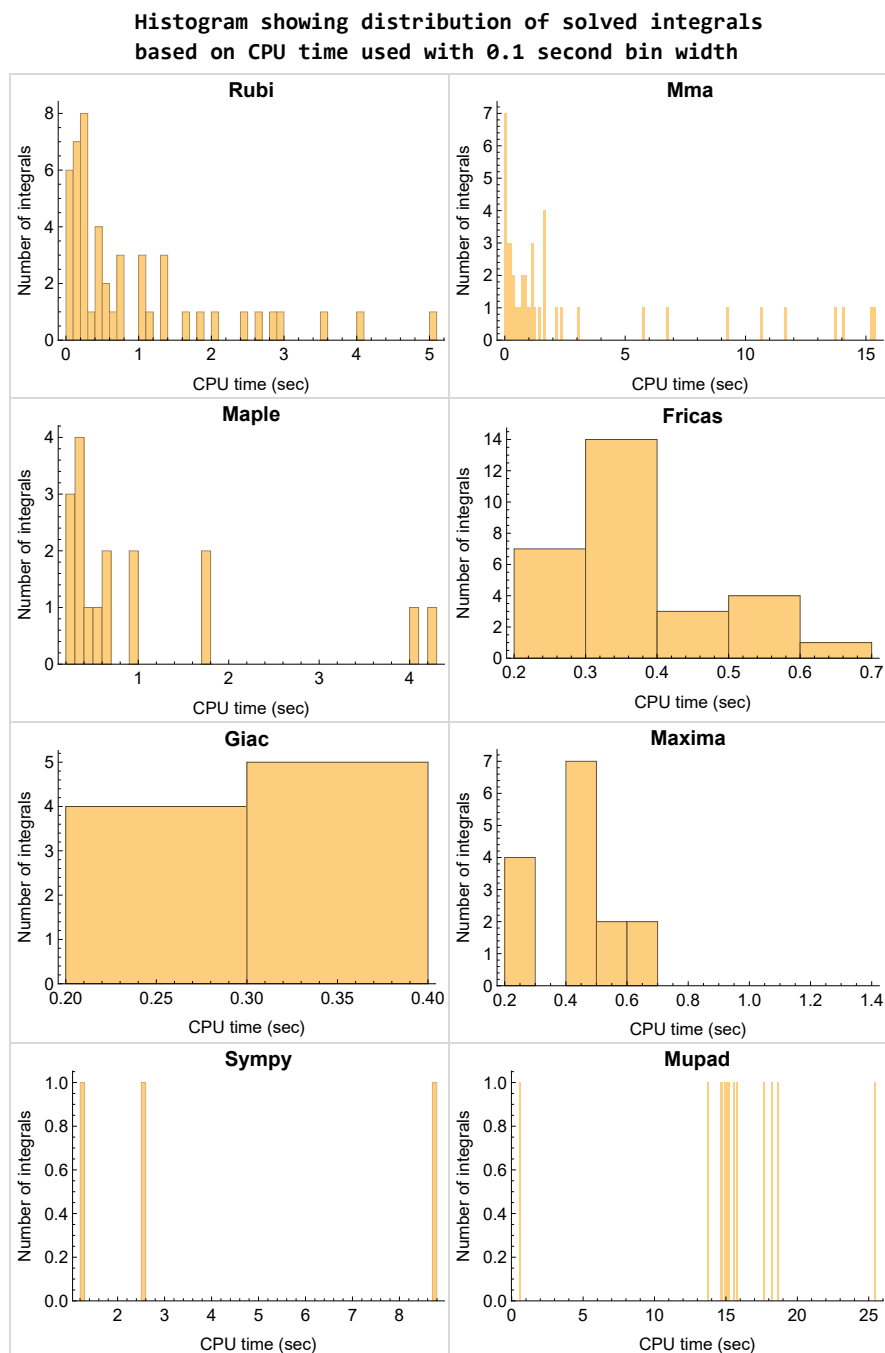 Histogram showing distribution of solved integrals
based on CPU time used with 0.1 second bin width
Rubi
Number of integrals
0 2 4 6 8
0 1 2 3 4 5
CPU time (sec)
Mma
Number of integrals
0 1 2 3 4 5 6 7
0 5 10 15
CPU time (sec)
Maple
Number of integrals
0 1 2 3 4
1 2 3 4
CPU time (sec)
Fricas
Number of integrals
0 2 4 6 8 10 12 14
0.2 0.3 0.4 0.5 0.6 0.7
CPU time (sec)
Giac
Number of integrals
0 1 2 3 4 5
0.20 0.25 0.30 0.35 0.40
CPU time (sec)
Maxima
Number of integrals
0 1 2 3 4 5 6 7
0.2 0.4 0.6 0.8 1.0 1.2 1.4
CPU time (sec)
Sympy
Number of integrals
0.0 0.2 0.4 0.6 0.8 1.0
2 3 4 5 6 7 8
CPU time (sec)
Mupad
Number of integrals
0.0 0.2 0.4 0.6 0.8 1.0
0 5 10 15 20 25
CPU time (sec)